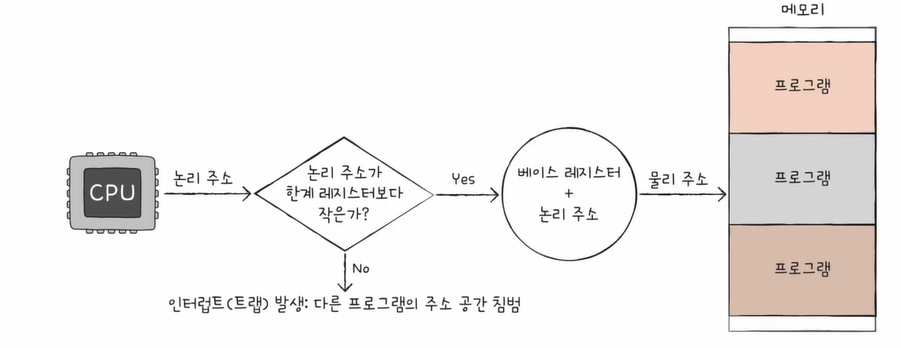 메모리
프로그램
CPU
논리 주소
논리 주소가
한계 레지스터보다
작은가?
Yes
베이스 레지스터
+
논리 주소
물리 주소
프로그램
No
프로그램
인터럽트(트랩) 발생: 다른 프로그램의 주소 공간 침범